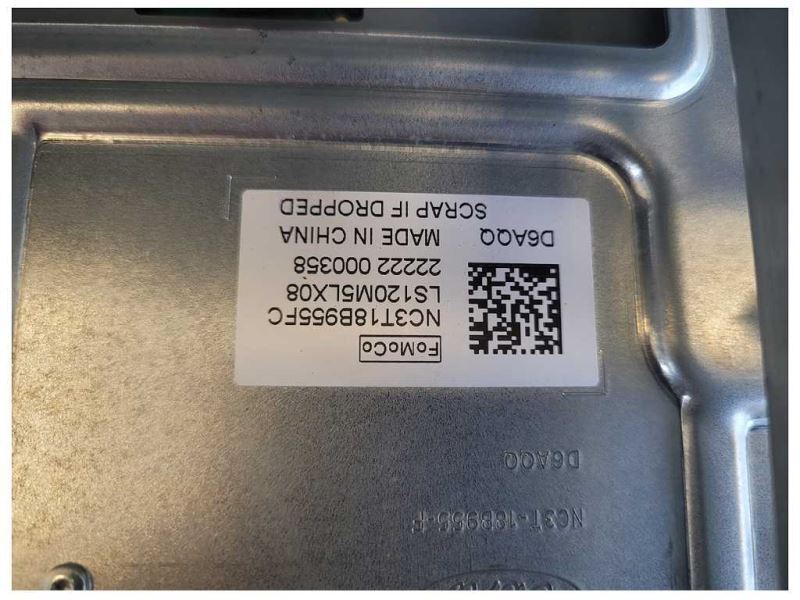 FoMoCo
NC3T18B955FC
LS120M5LX08
22222 000358
D6AQQ MADE IN CHINA
SCRAP IF DROPPED
NC3T-18B955-F
D6AQQ